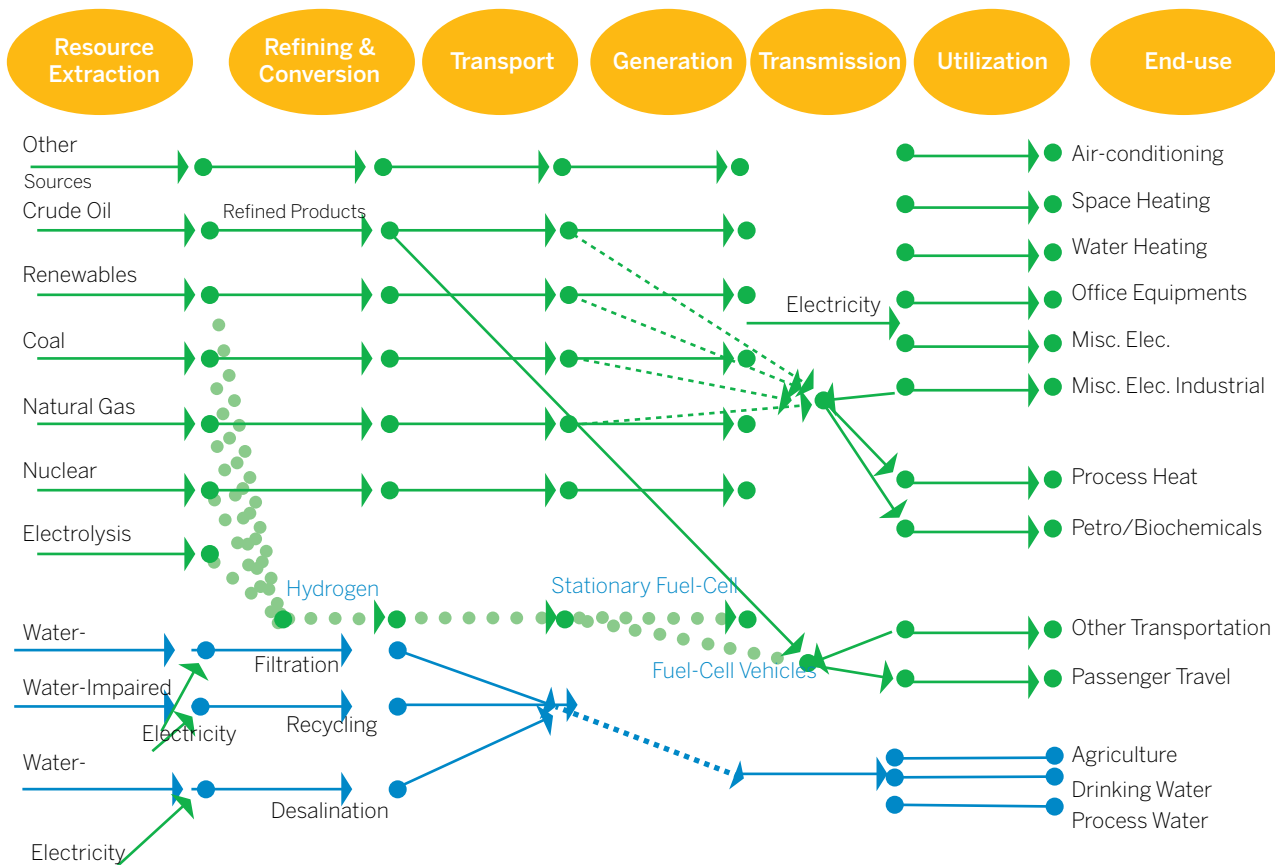 Resource
Extraction
Refining &
Conversion
Transport
Generation
Transmission
Utilization
End-use
Other
Sources
Crude Oil
Refined Products
Renewables
Coal
Natural Gas
Nuclear
Electrolysis
Electricity
Air-conditioning
Space Heating
Water Heating
Office Equipments
Misc. Elec.
Misc. Elec. Industrial
Process Heat
Petro/Biochemicals
Hydrogen
Stationary Fuel-Cell
Fuel-Cell Vehicles
Other Transportation
Passenger Travel
Water-
Filtration
Water-Impaired
Electricity
Recycling
Water-
Desalination
Electricity
Agriculture
Drinking Water
Process Water